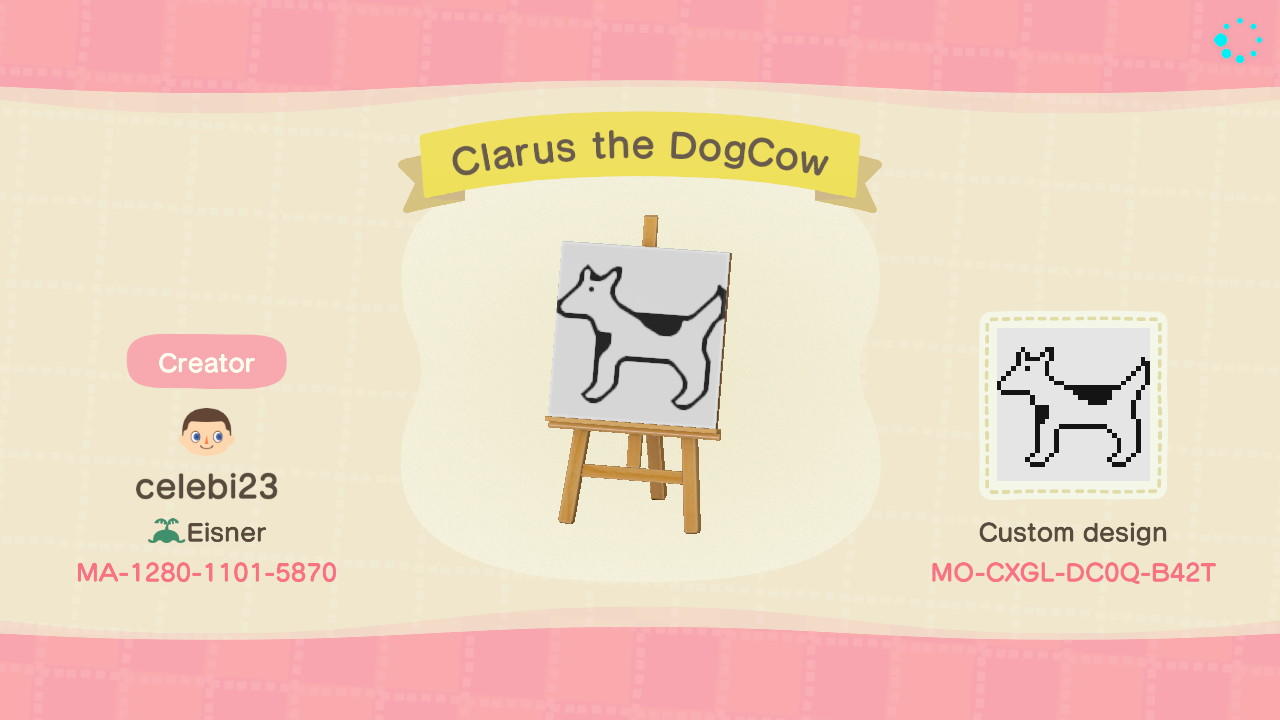 Clarus the DogCow
Creator
celebi23
Eisner
MA-1280-1101-5870
Custom design
MO-CXGL-DC0Q-B42T